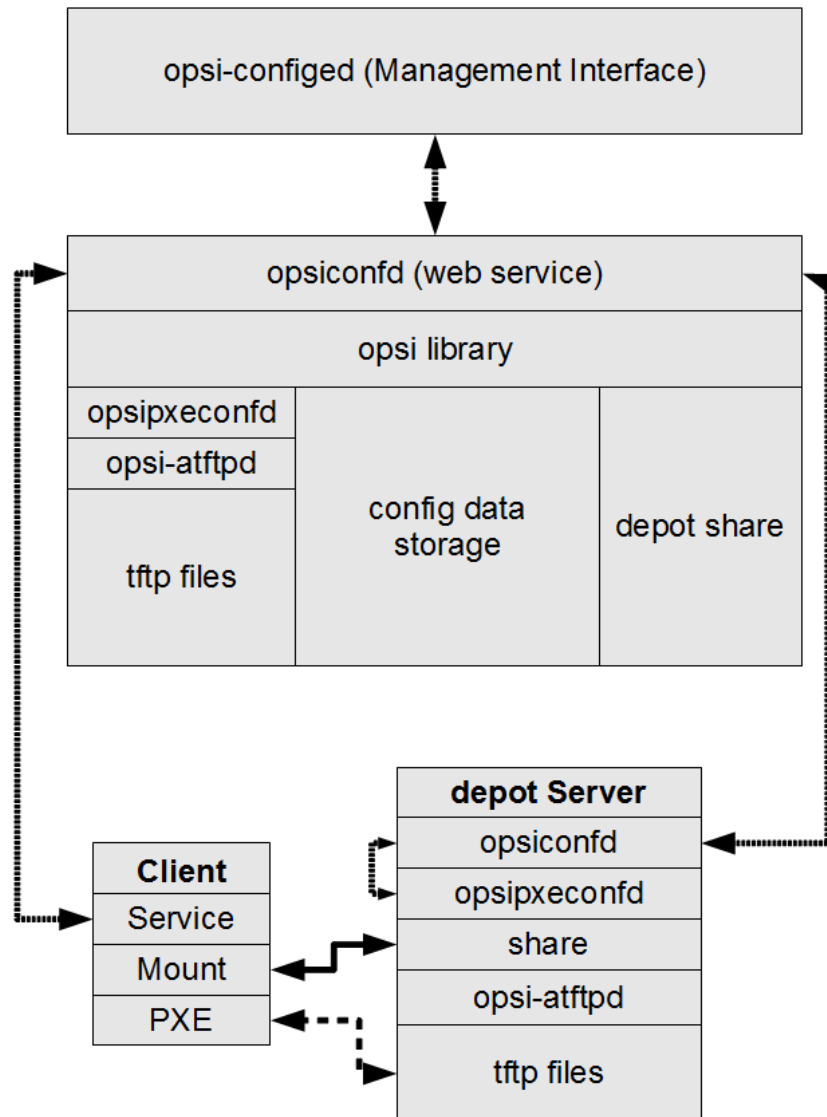 opsi-configed (Management Interface)
opsiconfd (web service)
opsi library
opsipxeconfd
opsi-atftpd
tftp files
config data
storage
depot share
Client
Service
Mount
PXE
depot Server
opsiconfd
opsipxeconfd
share
opsi-atftpd
tftp files